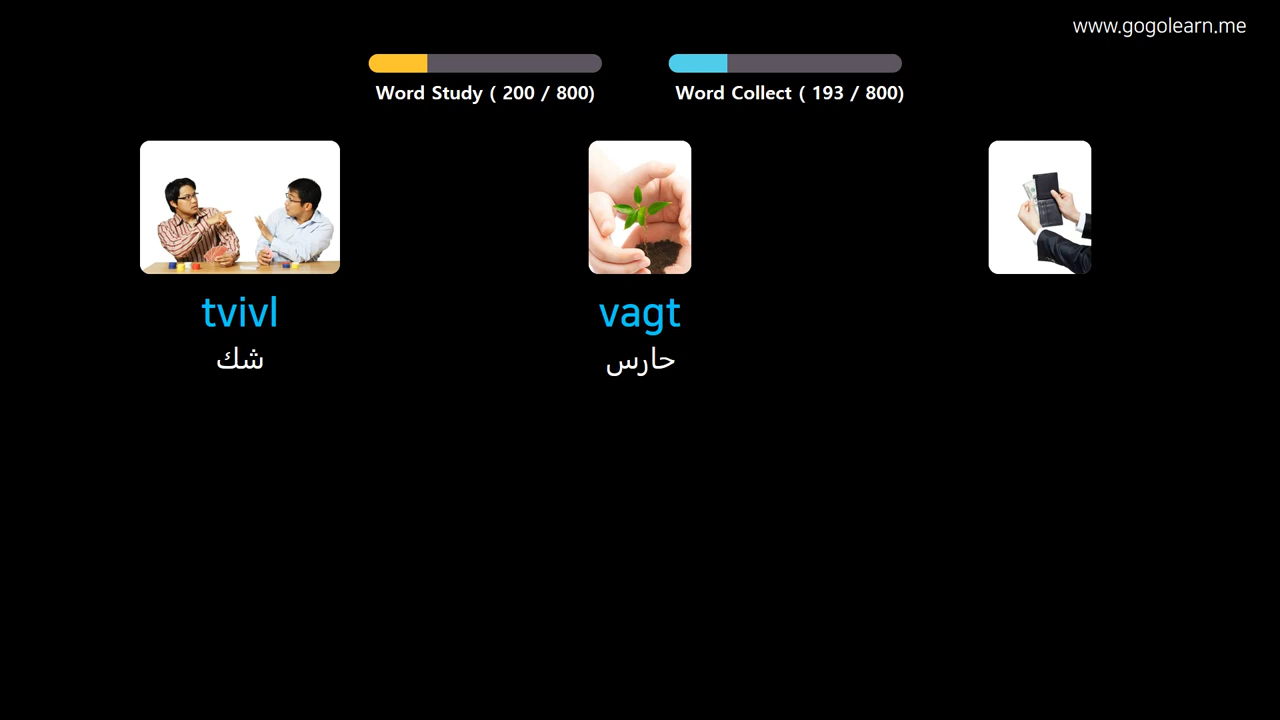 www.gogolearn.me
Word Study ( 200 / 800)
Word Collect ( 193 / 800)
tvivl
vagt
شك
حارس